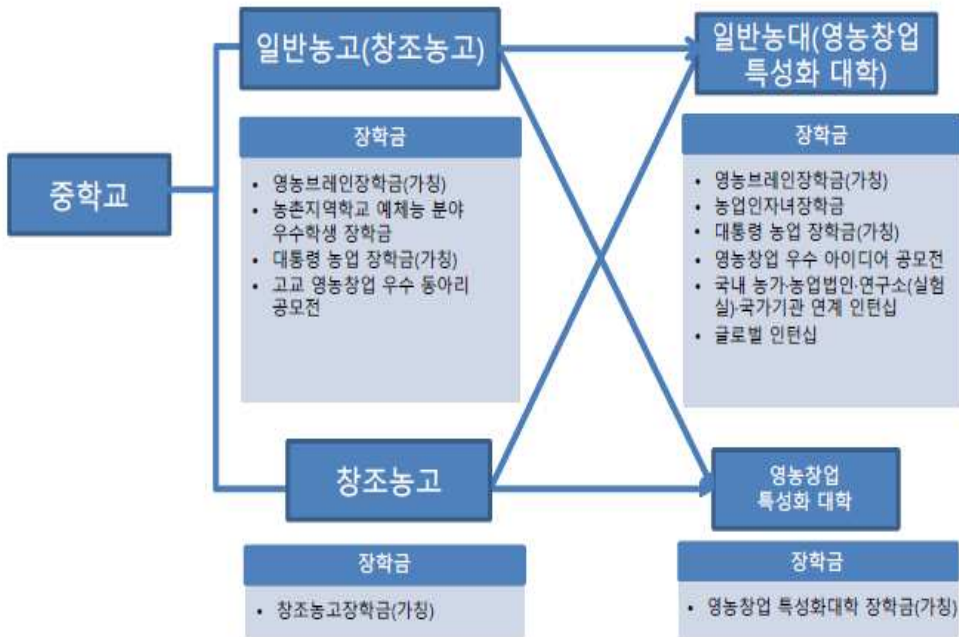 일반농고(창조농고)
일반농대(영농창업
특성화 대학)
중학교
장학금
• 영농브레인장학금(가칭)
• 농촌지역학교 예체능 분야
우수학생 장학금
• 대통령 농업 장학금(가칭)
• 고교 영농창업 우수 동아리
공모전
장학금
• 영농브레인장학금(가칭)
• 농업인자녀장학금
• 대통령 농업 장학금(가칭)
• 영농창업 우수 아이디어 공모전
• 국내 농가·농업법인·연구소(실험
실)·국가기관 연계 인턴십
• 글로벌 인턴십
창조농고
영농창업
특성화 대학
장학금
• 창조농고장학금(가칭)
장학금
• 영농창업 특성화대학 장학금(가칭)